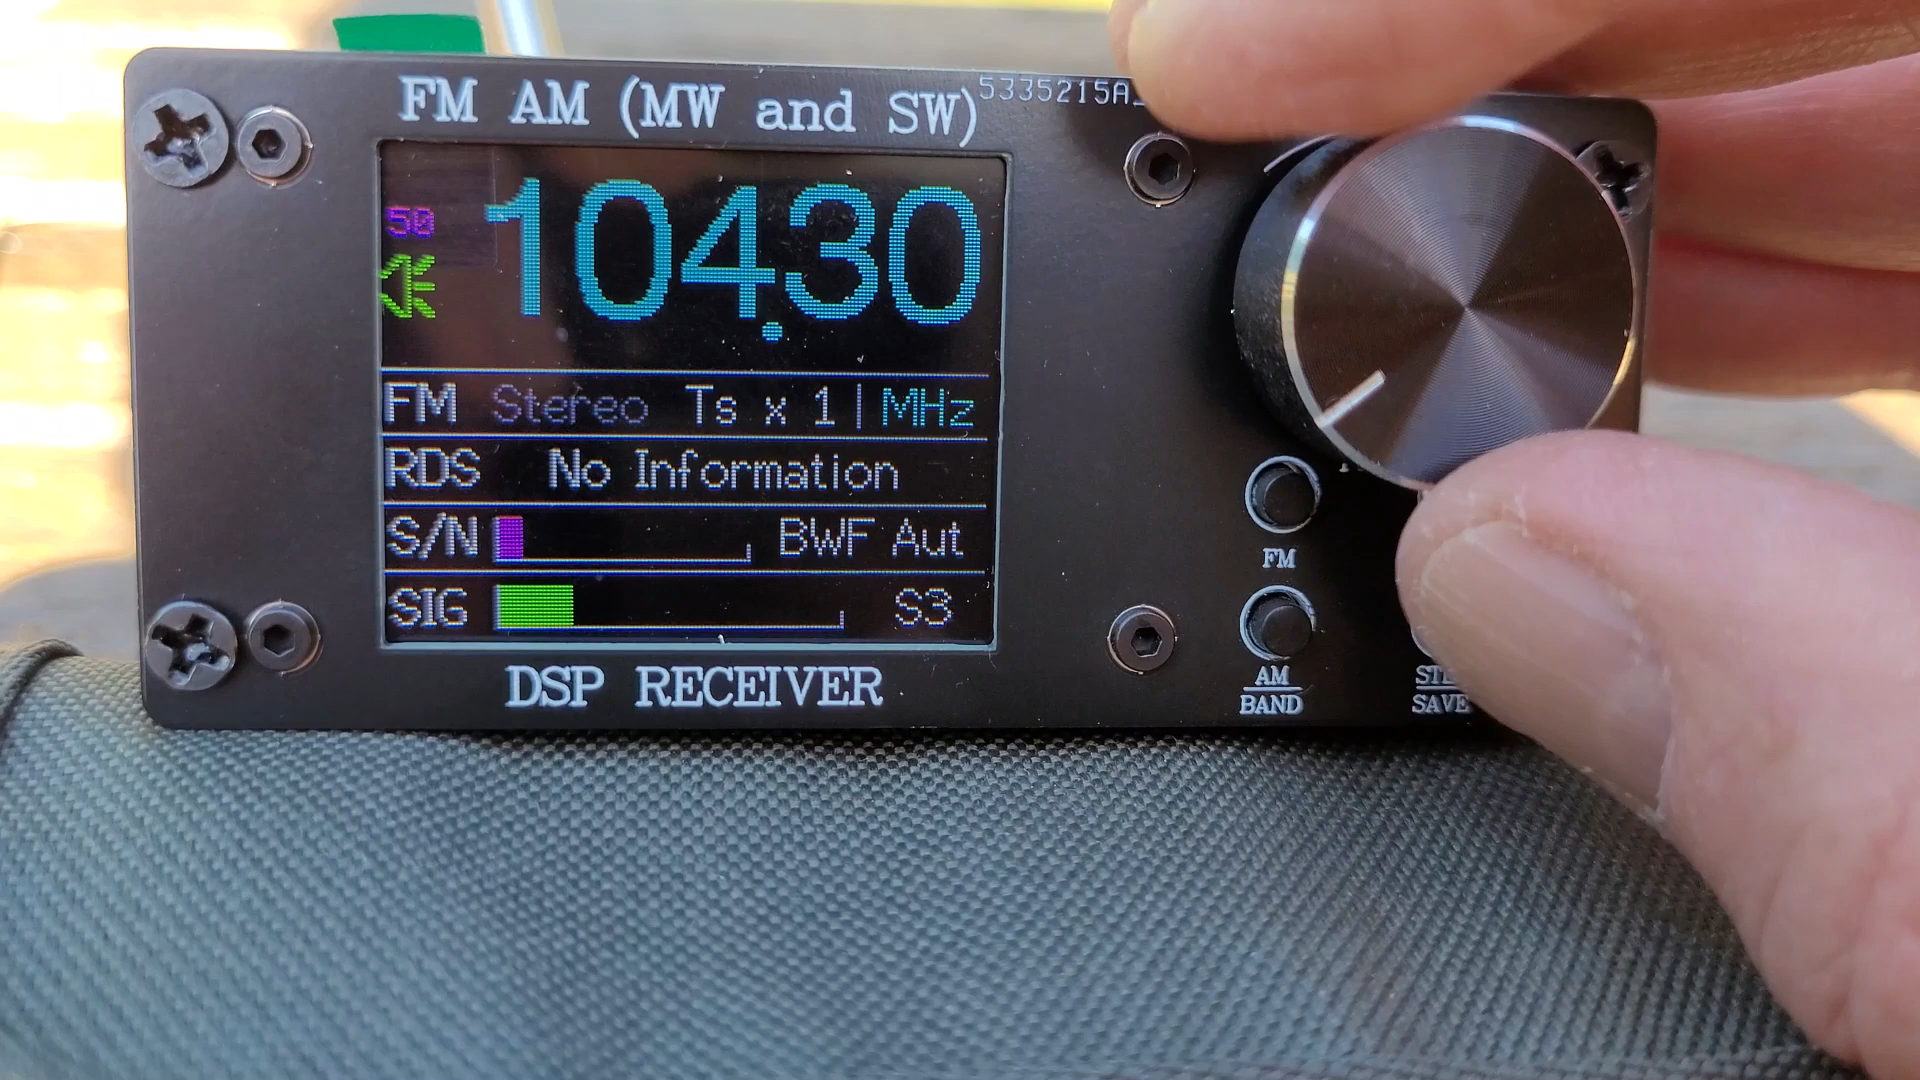 FM AM (MW and SW)
5335215A
50
104.30
FM Stereo Ts x 1 | MHz
RDS No Information
S/N BWF Aut
SIG S3
DSP RECEIVER
FM
AM
BAND
SAVE